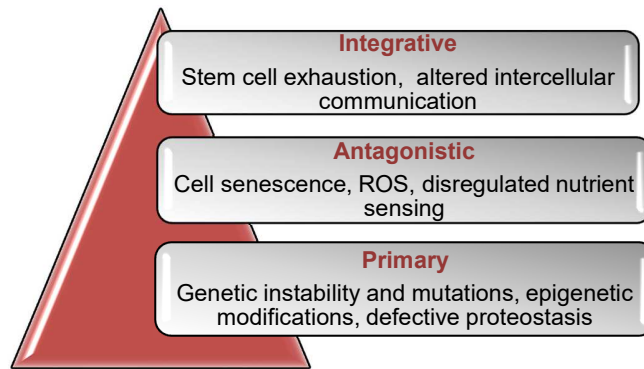 Integrative
Stem cell exhaustion, altered intercellular
communication
Antagonistic
Cell senescence, ROS, disregulated nutrient
sensing
Primary
Genetic instability and mutations, epigenetic
modifications, defective proteostasis